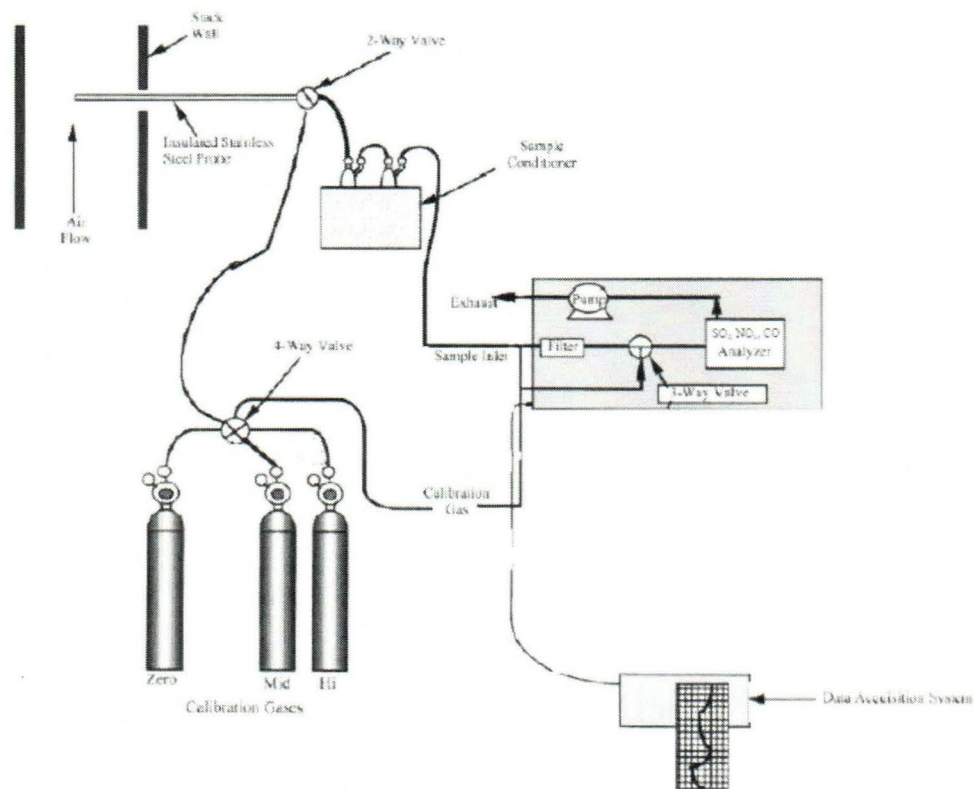 Stack
Wall
2-Way Valve
Insulated Stainless
Steel Probe
Sample
Conditioner
Air
Flow
Exhaust
Pump
SO₂ NOₓ, CO
Analyzer
4-Way Valve
Sample Inlet
Filter
3-Way Valve
Calibration
Gas
Zero
Mid
Hi
Calibration Gases
Data Accisition System